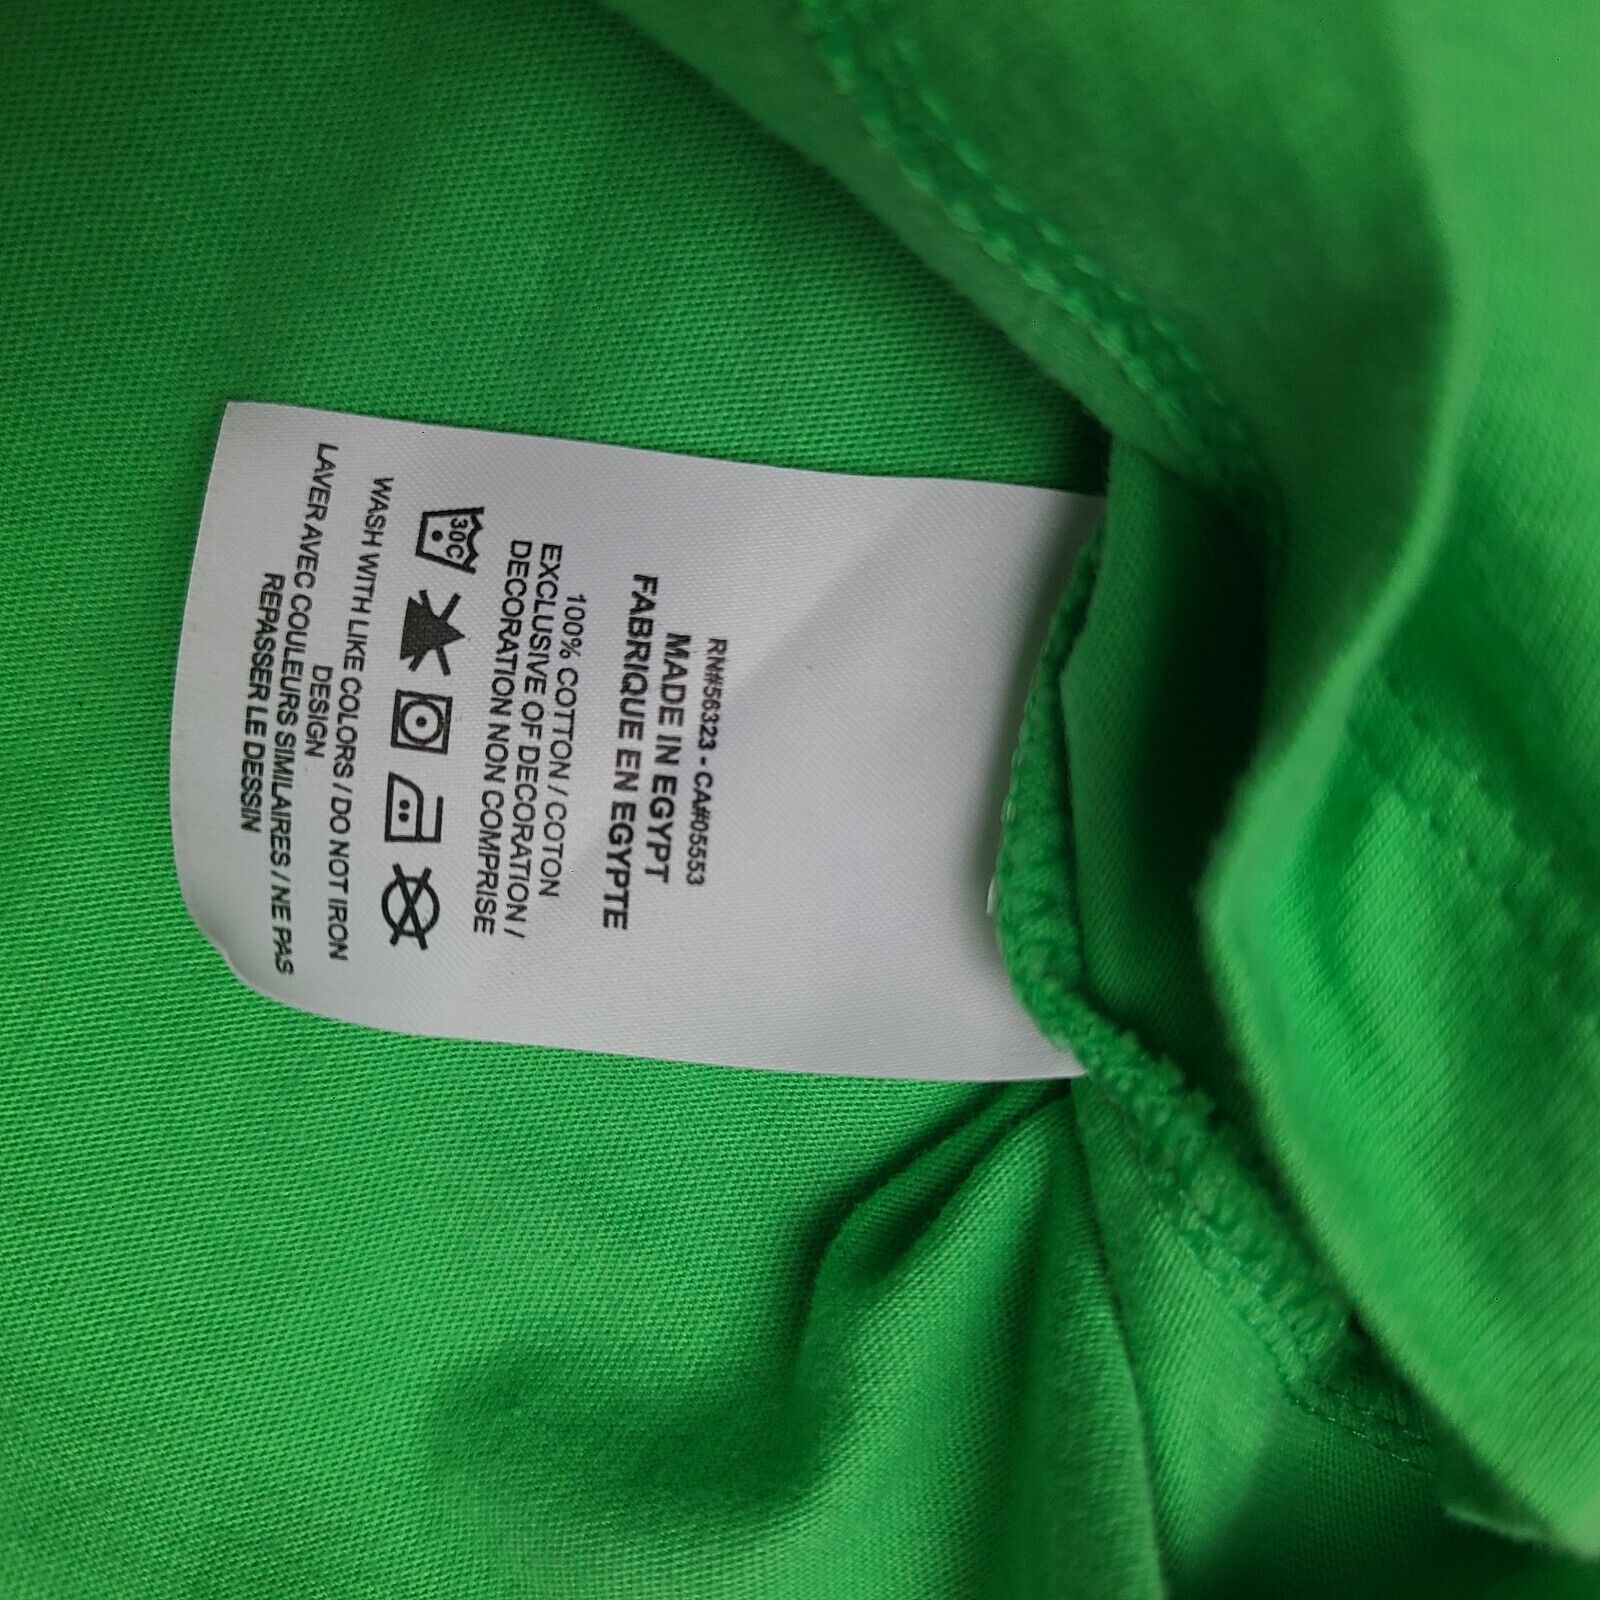 RN#56323 - CA#05553
MADE IN EGYPT
FABRIQUE EN EGYPTE
100% COTTON / COTON
EXCLUSIVE OF DECORATION /
DECORATION NON COMPRISE
30C
WASH WITH LIKE COLORS / DO NOT IRON
DESIGN
LAVER AVEC COULEURS SIMILAIRES / NE PAS
REPASSER LE DESSIN